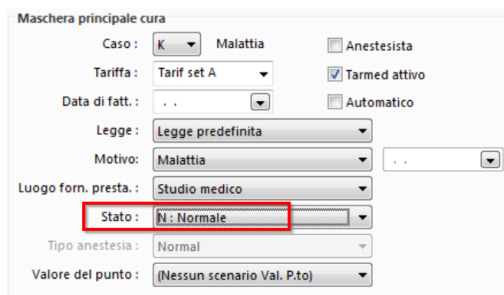 Maschera principale cura
Caso : K Malattia Anestesista
Tariffa : Tarif set A Tarmed attivo
Data di fatt. : . . Automatico
Legge : Legge predefinita
Motivo: Malattia . .
Luogo forn. presta. : Studio medico
Stato : N : Normale
Tipo anestesia : Normal
Valore del punto : (Nessun scenario Val. P.to)